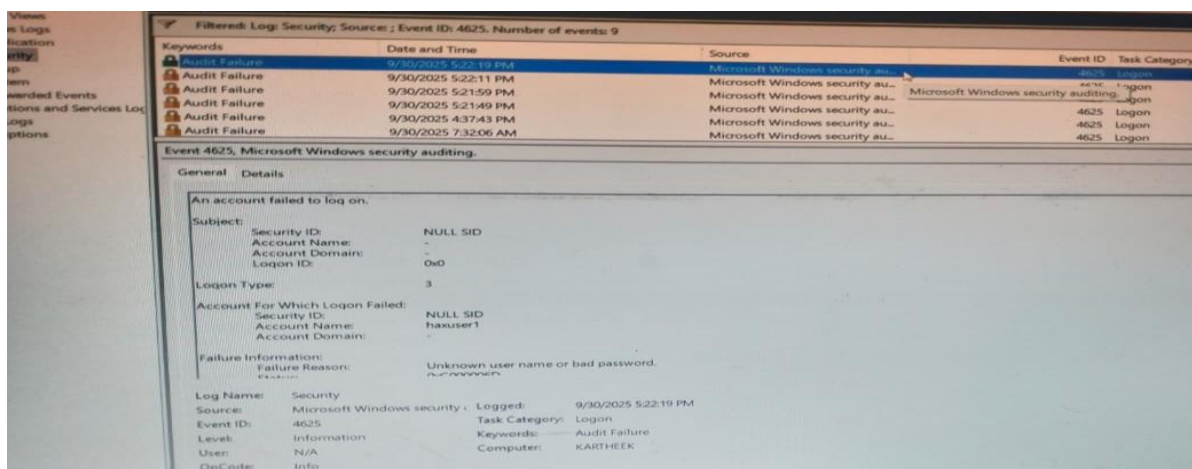 Views
s Logs
lication
urity
up
tem
warded Events
tions and Services Log
Logs
ptions
Filtered: Log: Security; Source: ; Event ID: 4625. Number of events: 9
Keywords Date and Time Source Event ID Task Category
Audit Failure 9/30/2025 5:22:19 PM Microsoft Windows security au... 4625 Logon
Audit Failure 9/30/2025 5:22:11 PM Microsoft Windows security au... 4625 Logon
Audit Failure 9/30/2025 5:21:59 PM Microsoft Windows security au... Logon
Microsoft Windows security auditing.
Audit Failure 9/30/2025 5:21:49 PM Microsoft Windows security au... 4625 Logon
Audit Failure 9/30/2025 4:37:43 PM Microsoft Windows security au... 4625 Logon
Audit Failure 9/30/2025 7:32:06 AM Microsoft Windows security au... 4625 Logon
Event 4625, Microsoft Windows security auditing.
General Details
An account failed to log on.
Subject:
Security ID: NULL SID
Account Name: -
Account Domain: -
Logon ID: 0x0
Logon Type: 3
Account For Which Logon Failed:
Security ID: NULL SID
Account Name: haxuser1
Account Domain: -
Failure Information:
Failure Reason: Unknown user name or bad password.
Log Name: Security
Source: Microsoft Windows security Logged: 9/30/2025 5:22:19 PM
Event ID: 4625 Task Category: Logon
Level: Information Keywords: Audit Failure
User: N/A Computer: KARTHEEK
OpCode: Info